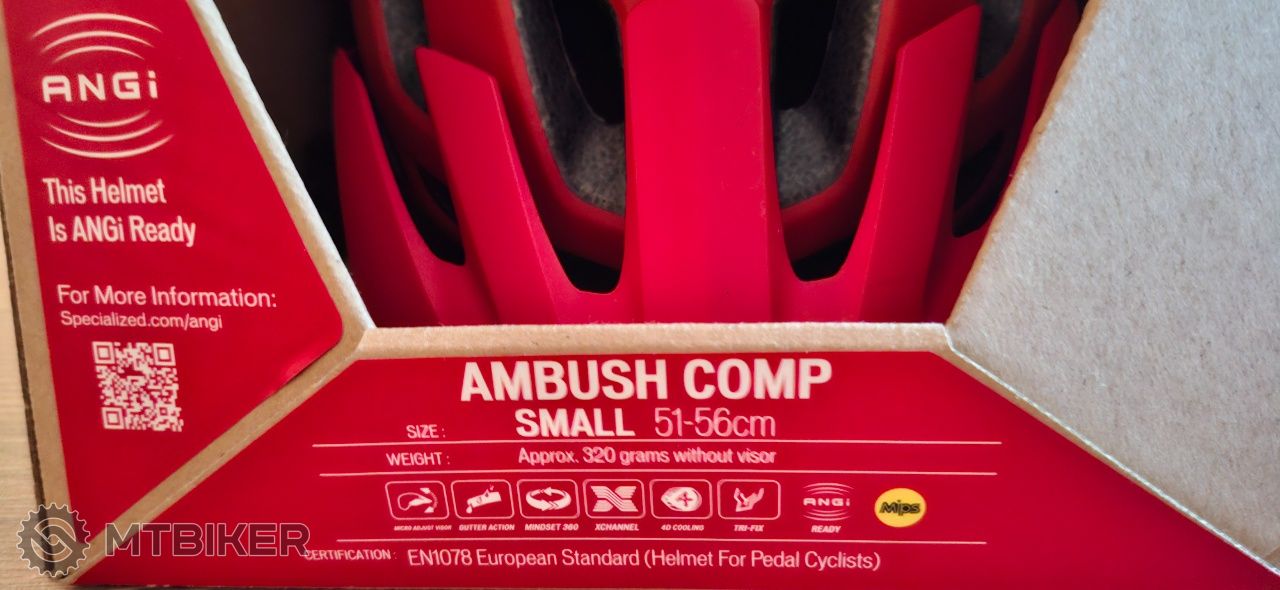 ANGi
This Helmet
Is ANGi Ready
For More Information:
Specialized.com/angi
AMBUSH COMP
SIZE: SMALL 51-56cm
WEIGHT: Approx. 320 grams without visor
MICRO ADJUST VISOR GUTTER ACTION MINDSET 360 XCHANNEL 4D COOLING TRI-FIX ANGi READY Mips
CERTIFICATION: EN1078 European Standard (Helmet For Pedal Cyclists)
MTBIKER